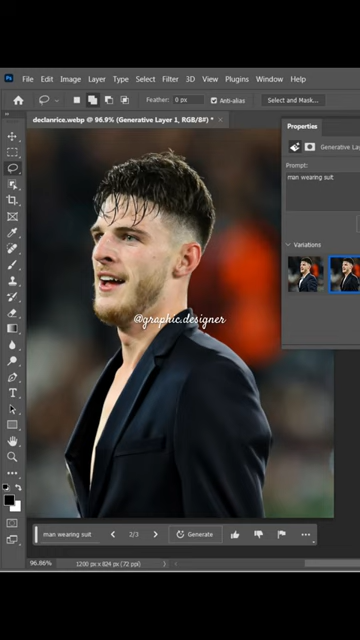 Ps File Edit Image Layer Type Select Filter 3D View Plugins Window Help
Feather: 0 px Anti-alias Select and Mask...
declanrice.webp @ 96.9% (Generative Layer 1, RGB/8#) * ×
Properties
Generative Lay
Prompt:
man wearing suit
Variations
@graphic.designer
man wearing suit 2/3 Generate ...
96.86% 1200 px x 824 px (72 ppi)